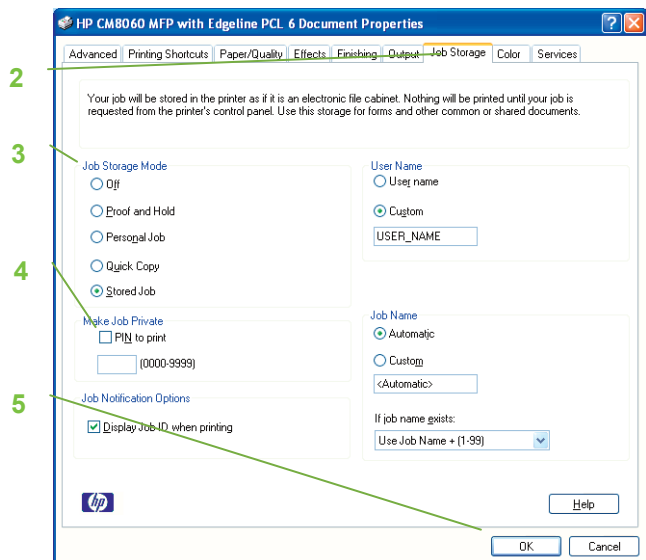 HP CM8060 MFP with Edgeline PCL 6 Document Properties
Advanced Printing Shortcuts Paper/Quality Effects Finishing Output Job Storage Color Services
2
Your job will be stored in the printer as if it is an electronic file cabinet. Nothing will be printed until your job is
requested from the printer's control panel. Use this storage for forms and other common or shared documents.
3
Job Storage Mode
Off
Proof and Hold
Personal Job
Quick Copy
Stored Job
User Name
User name
Custom
USER_NAME
4
Make Job Private
PIN to print
(0000-9999)
Job Name
Automatic
Custom
<Automatic>
If job name exists:
Use Job Name + (1-99)
5
Job Notification Options
Display Job ID when printing
hp
Help
OK Cancel